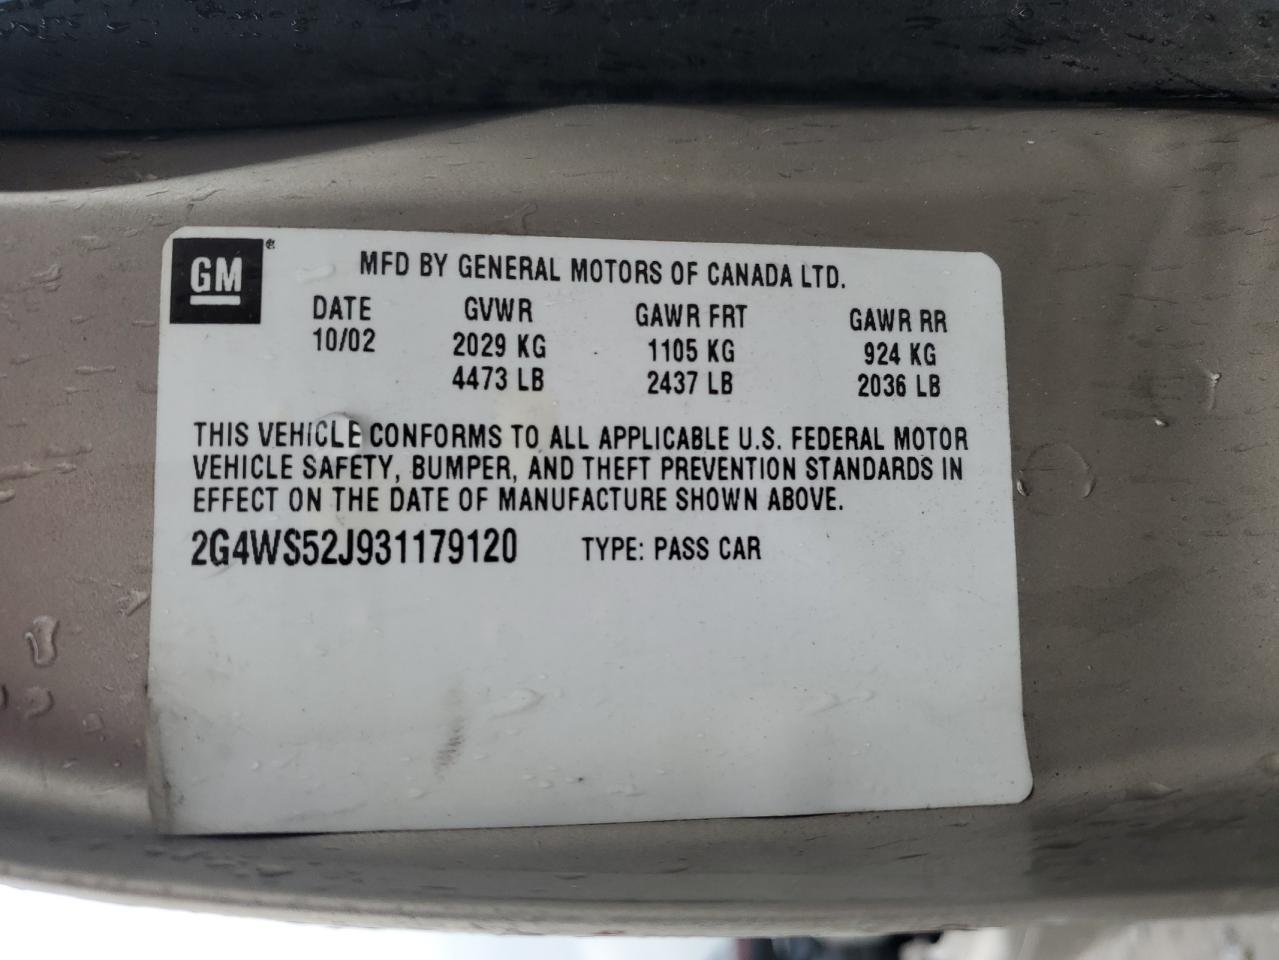 GM®
MFD BY GENERAL MOTORS OF CANADA LTD.
DATE GVWR GAWR FRT GAWR RR
10/02 2029 KG 1105 KG 924 KG
4473 LB 2437 LB 2036 LB
THIS VEHICLE CONFORMS TO ALL APPLICABLE U.S. FEDERAL MOTOR
VEHICLE SAFETY, BUMPER, AND THEFT PREVENTION STANDARDS IN
EFFECT ON THE DATE OF MANUFACTURE SHOWN ABOVE.
2G4WS52J931179120 TYPE: PASS CAR